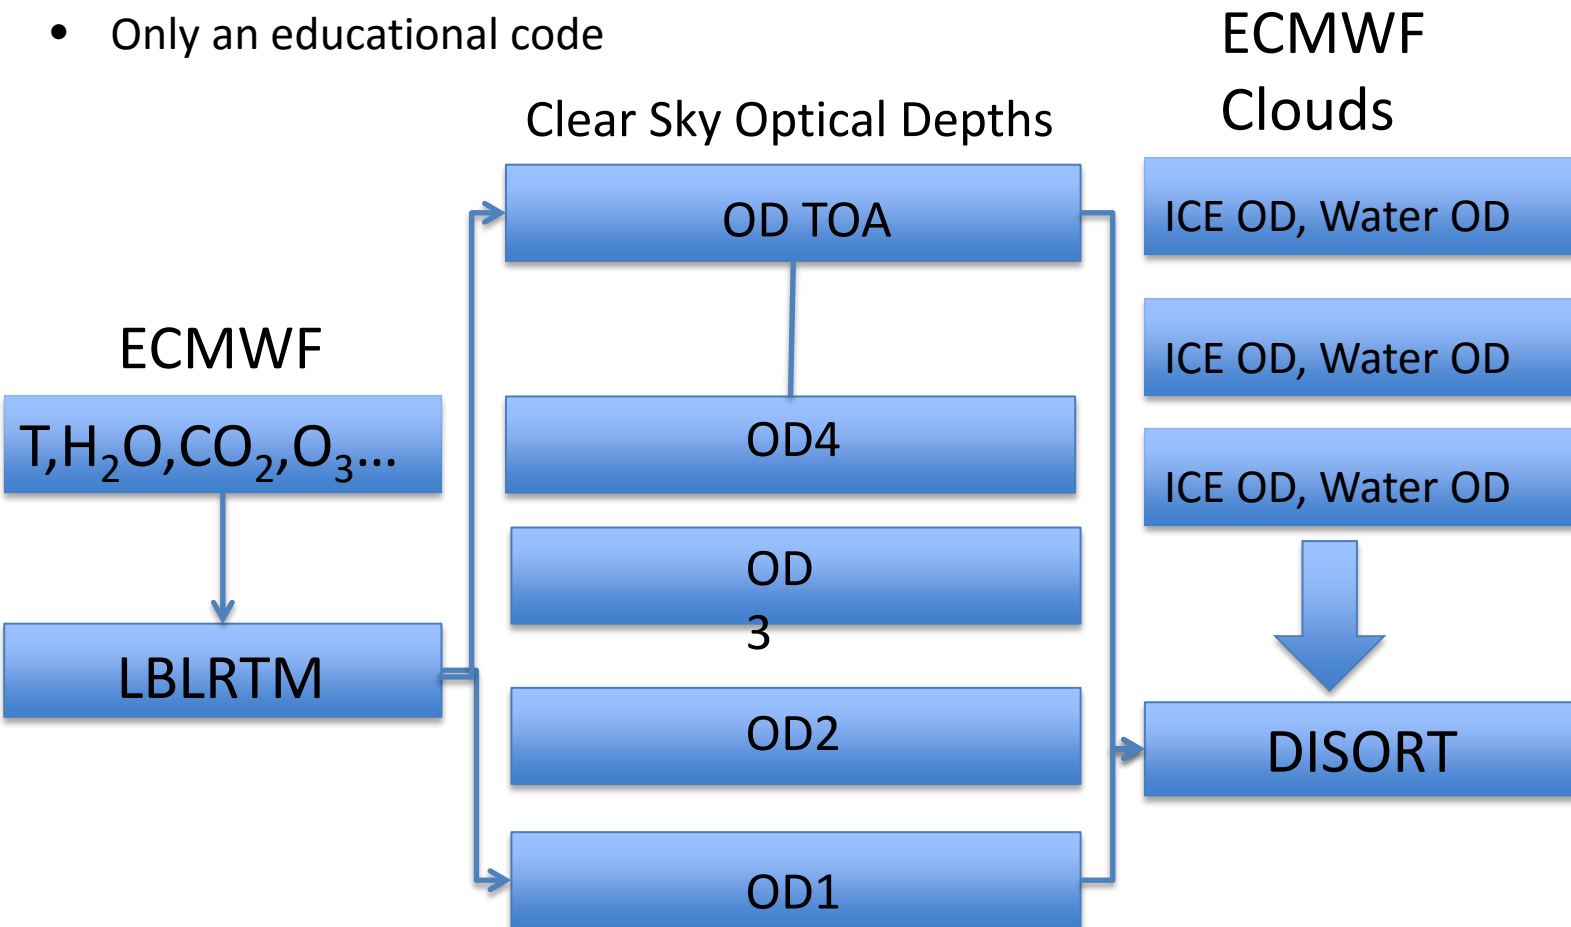 • Only an educational code
ECMWF
Clouds
Clear Sky Optical Depths
OD TOA
ICE OD, Water OD
ICE OD, Water OD
ECMWF
T,H₂O,CO₂,O₃...
OD4
ICE OD, Water OD
OD
3
LBLRTM
OD2
DISORT
OD1